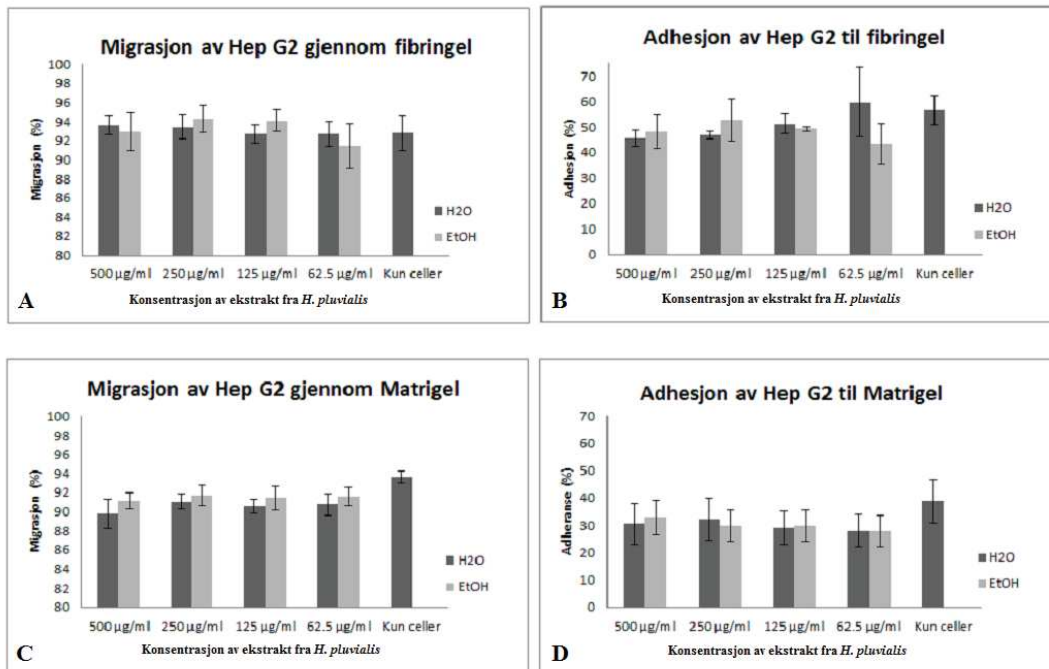 Migrasjon av Hep G2 gjennom fibringel
100
98
96
94
92
90
88
86
84
82
80
Migrasjon (%)
H2O
EtOH
500 µg/ml 250 µg/ml 125 µg/ml 62.5 µg/ml Kun celler
A
Konsentrasjon av ekstrakt fra H. pluvialis
Adhesjon av Hep G2 til fibringel
70
60
50
40
30
20
10
0
Adhesjon (%)
H2O
EtOH
500 µg/ml 250 µg/ml 125 µg/ml 62.5 µg/ml Kun celler
B
Konsentrasjon av ekstrakt fra H. pluvialis
Migrasjon av Hep G2 gjennom Matrigel
100
98
96
94
92
90
88
86
84
82
80
Migrasjon (%)
H2O
EtOH
500 µg/ml 250 µg/ml 125 µg/ml 62.5 µg/ml Kun celler
C
Konsentrasjon av ekstrakt fra H. pluvialis
Adhesjon av Hep G2 til Matrigel
70
60
50
40
30
20
10
0
Adheranse (%)
H2O
EtOH
500 µg/ml 250 µg/ml 125 µg/ml 62.5 µg/ml Kun celler
D
Konsentrasjon av ekstrakt fra H. pluvialis